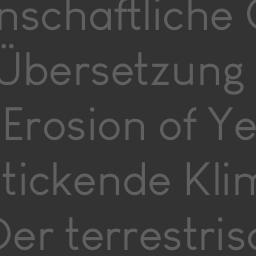 nschaftliche
Übersetzung
Erosion of Ye
tickende Klim
Der terrestris